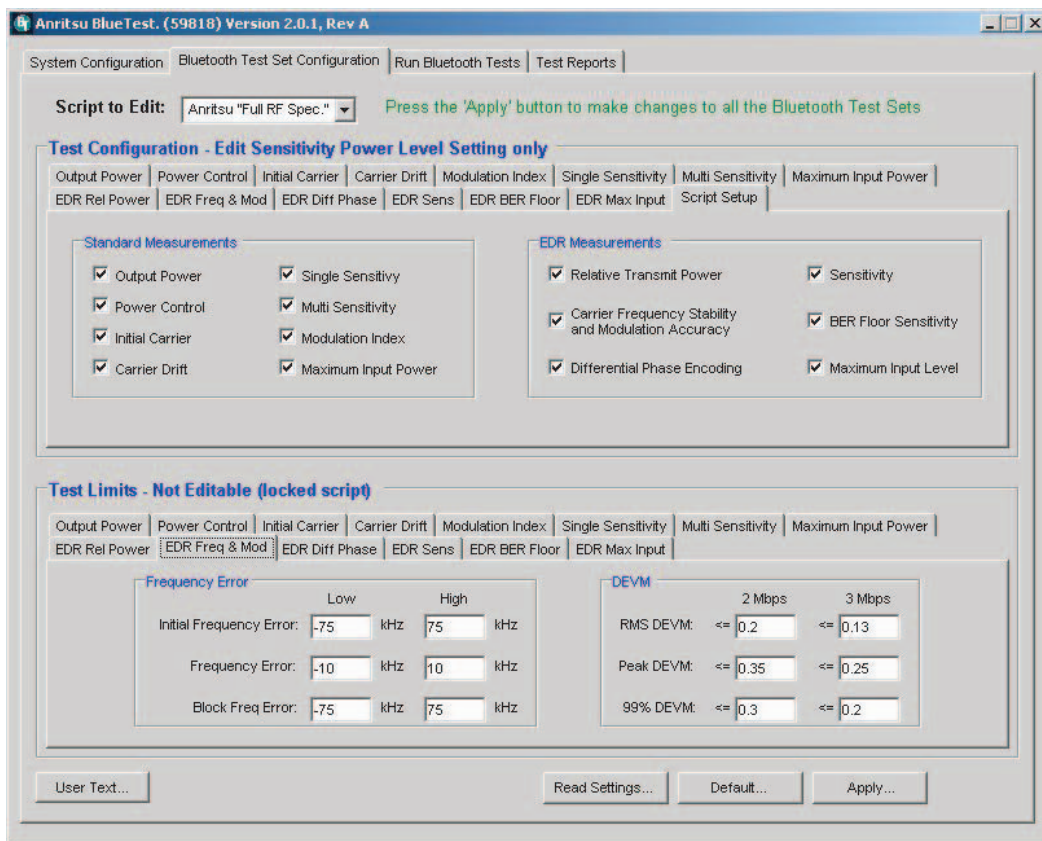 Anritsu BlueTest. (59818) Version 2.0.1, Rev A
System Configuration Bluetooth Test Set Configuration Run Bluetooth Tests Test Reports
Script to Edit: Anritsu "Full RF Spec." Press the 'Apply' button to make changes to all the Bluetooth Test Sets
Test Configuration - Edit Sensitivity Power Level Setting only
Output Power Power Control Initial Carrier Carrier Drift Modulation Index Single Sensitivity Multi Sensitivity Maximum Input Power
EDR Rel Power EDR Freq & Mod EDR Diff Phase EDR Sens EDR BER Floor EDR Max Input Script Setup
Standard Measurements
Output Power Single Sensitivy
Power Control Multi Sensitivity
Initial Carrier Modulation Index
Carrier Drift Maximum Input Power
EDR Measurements
Relative Transmit Power Sensitivity
Carrier Frequency Stability
and Modulation Accuracy BER Floor Sensitivity
Differential Phase Encoding Maximum Input Level
Test Limits - Not Editable (locked script)
Output Power Power Control Initial Carrier Carrier Drift Modulation Index Single Sensitivity Multi Sensitivity Maximum Input Power
EDR Rel Power EDR Freq & Mod EDR Diff Phase EDR Sens EDR BER Floor EDR Max Input
Frequency Error
Low High
Initial Frequency Error: -75 kHz 75 kHz
Frequency Error: -10 kHz 10 kHz
Block Freq Error: -75 kHz 75 kHz
DEVM
2 Mbps 3 Mbps
RMS DEVM: <= 0.2 <= 0.13
Peak DEVM: <= 0.35 <= 0.25
99% DEVM: <= 0.3 <= 0.2
User Text... Read Settings... Default... Apply...